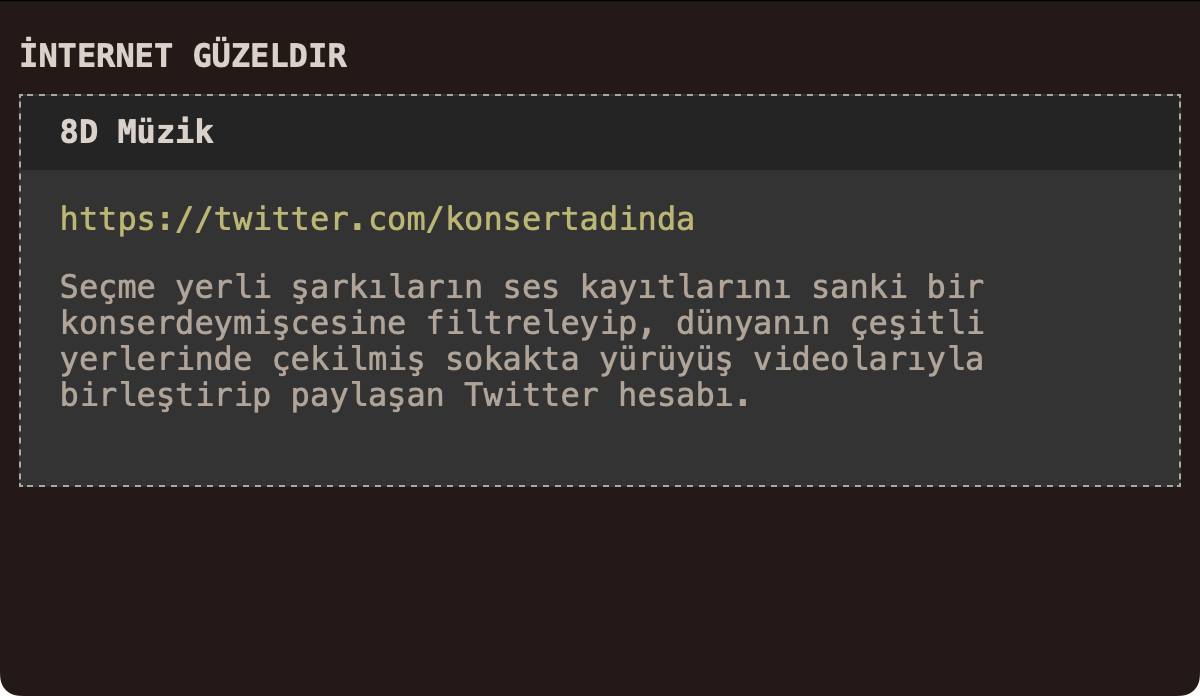 İNTERNET GÜZELDIR
8D Müzik
https://twitter.com/konsertadinda
Seçme yerli şarkıların ses kayıtlarını sanki bir
konserdeymişcesine filtreleyip, dünyanın çeşitli
yerlerinde çekilmiş sokakta yürüyüş videolarıyla
birleştirip paylaşan Twitter hesabı.